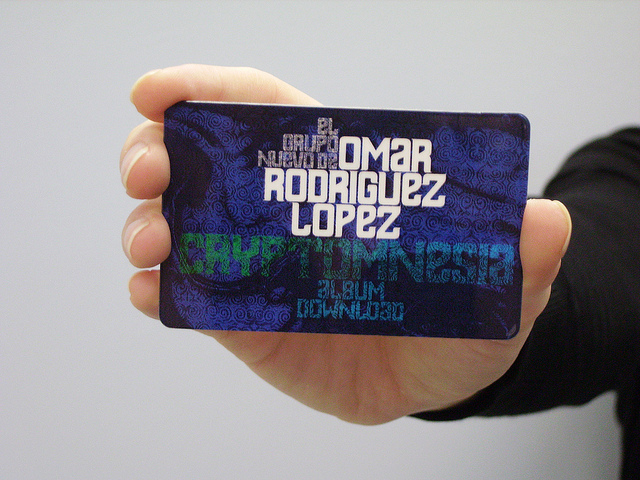 EL
GRUPO
NUEVO DE OMAR
RODRIGUEZ
LOPEZ
CRYPTOMNESIA
ALBUM
DOWNLOAD